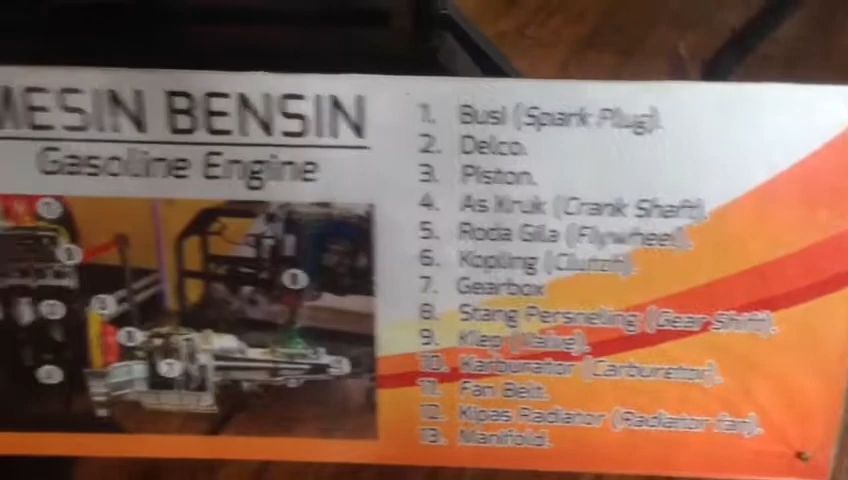 MESIN BENSIN
Gasoline Engine
1. Busi (Spark Plug).
2. Delco.
3. Piston.
4. As Kruk (Crank Shaft).
5. Roda Gila (Flywheel).
6. Kopling (Clutch).
7. Gearbox
8. Stang Persneling (Gear Shift).
9. Klep (Valve).
10. Karburator (Carburetor).
11. Fan Belt.
12. Kipas Radiator (Radiator fan).
13. Manifold.